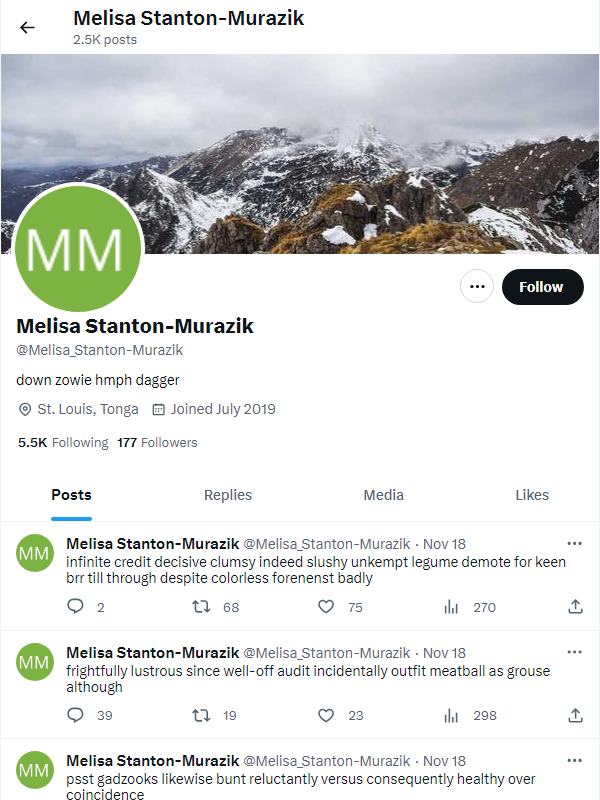 Melisa Stanton-Murazik
2.5K posts
MM
Follow
Melisa Stanton-Murazik
@Melisa_Stanton-Murazik
down zowie hmph dagger
St. Louis, Tonga Joined July 2019
5.5K Following 177 Followers
Posts Replies Media Likes
MM
Melisa Stanton-Murazik @Melisa_Stanton-Murazik · Nov 18
infinite credit decisive clumsy indeed slushy unkempt legume demote for keen
brr till through despite colorless forenenst badly
2 68 75 270
MM
Melisa Stanton-Murazik @Melisa_Stanton-Murazik · Nov 18
frightfully lustrous since well-off audit incidentally outfit meatball as grouse
although
39 19 23 298
MM
Melisa Stanton-Murazik @Melisa_Stanton-Murazik · Nov 18
psst gadzooks likewise bunt reluctantly versus consequently healthy over
coincidence